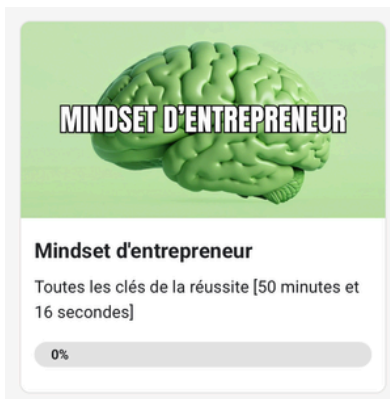 MINDSET D'ENTREPRENEUR
Mindset d'entrepreneur
Toutes les clés de la réussite [50 minutes et
16 secondes]
0%